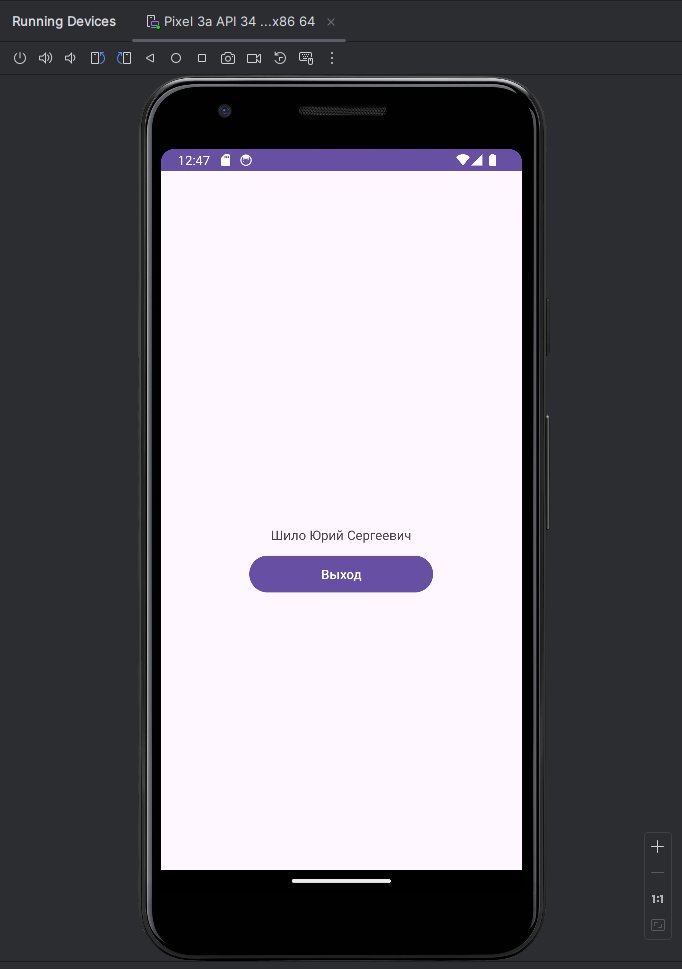 Running Devices
Pixel 3a API 34 ...x86 64
12:47
Шило Юрий Сергеевич
Выход
1:1